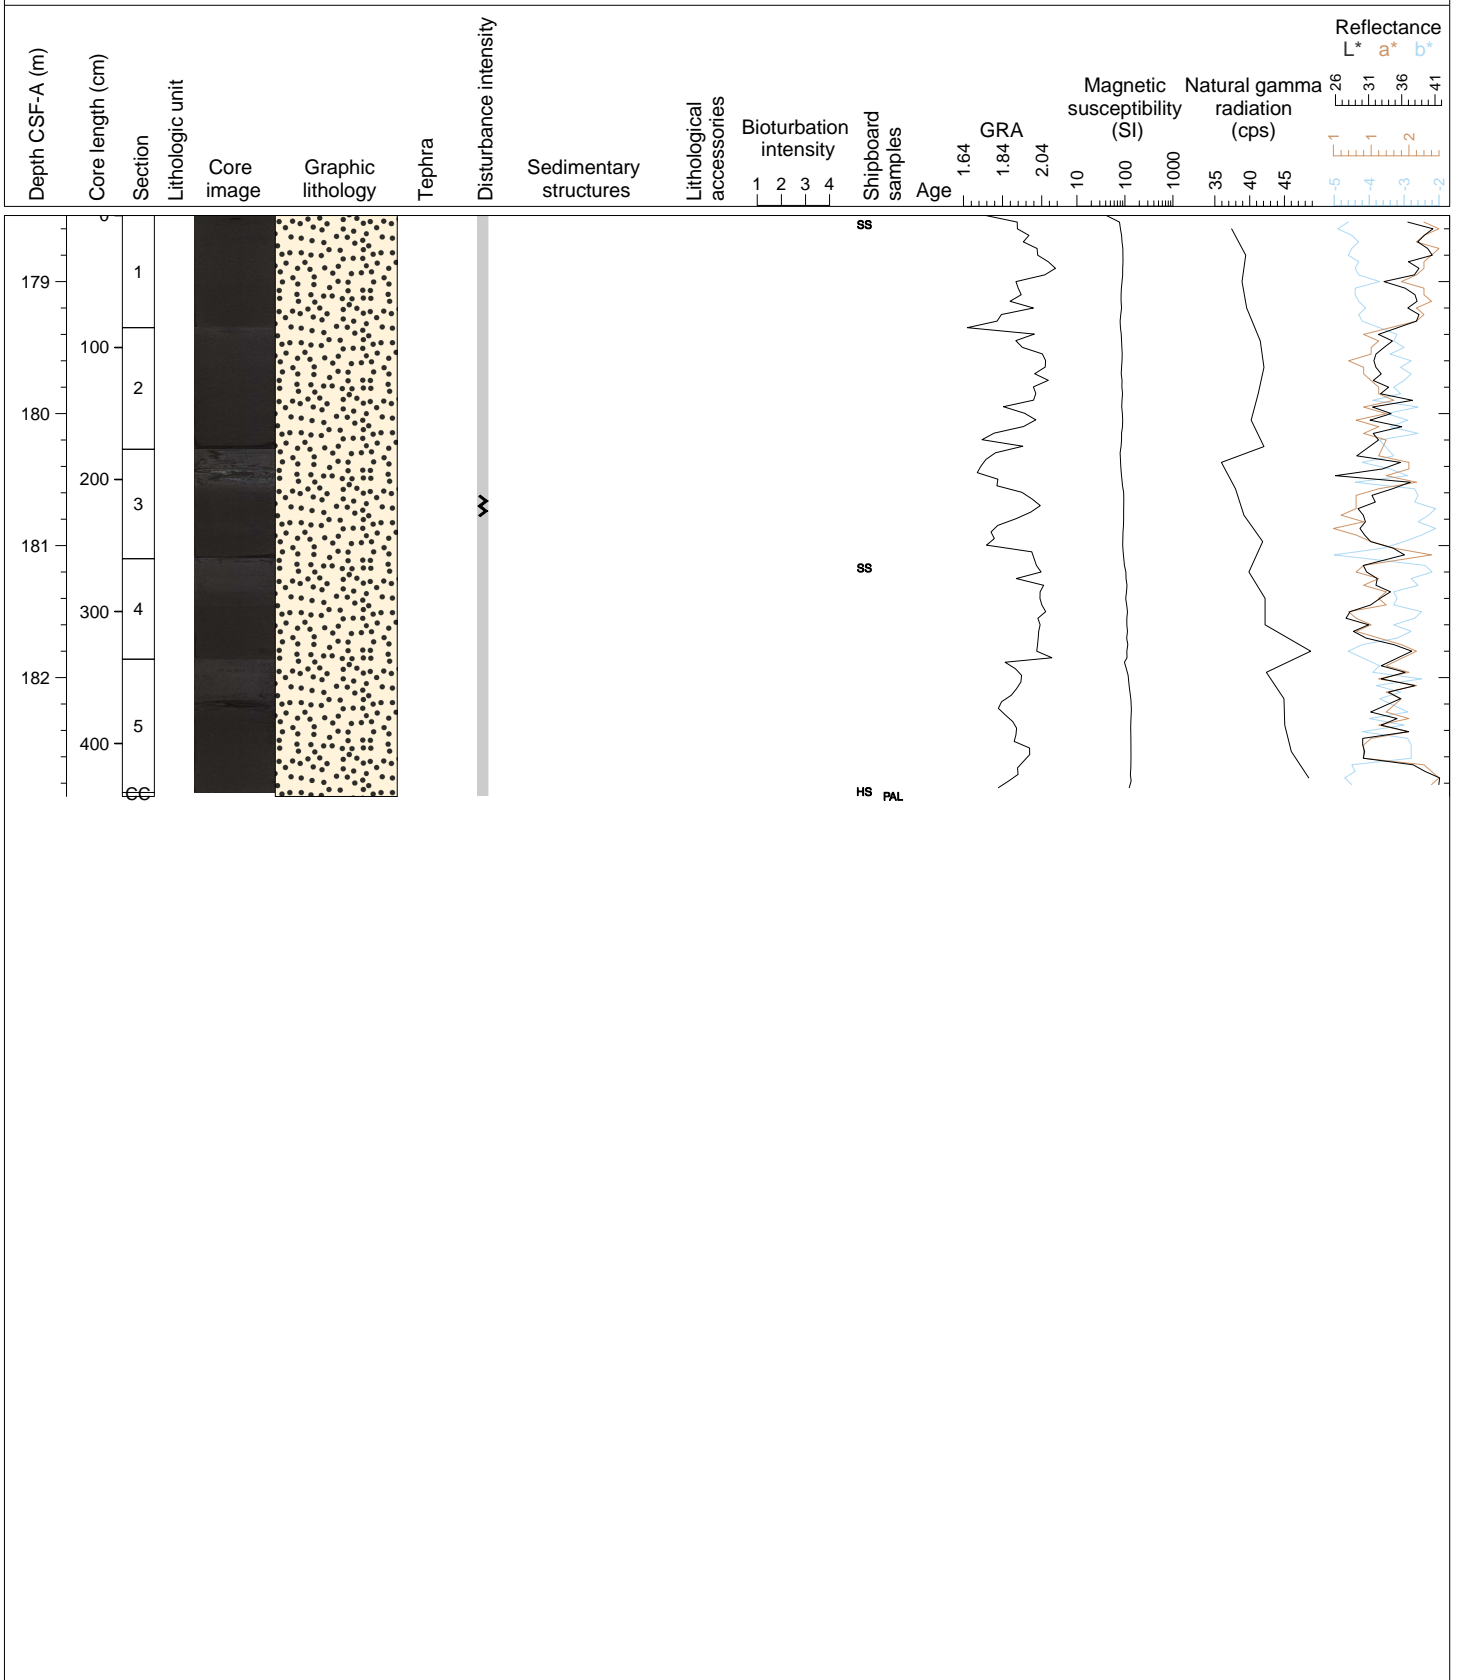 Depth CSF-A (m)
Core length (cm)
Section
Lithologic unit
Core
image
Graphic
lithology
Tephra
Disturbance intensity
Sedimentary
structures
Lithological
accessories
Bioturbation
intensity
1 2 3 4
Shipboard
samples
Age
GRA
1.64 1.84 2.04
Magnetic
susceptibility
(SI)
10 100 1000
Natural gamma
radiation
(cps)
35 40 45
Reflectance
L* a* b*
26 31 36 41
1 1 2
-5 -4 -3 -2
0
SS
1
179
100
2
180
200
3
181
SS
300
4
182
5
400
CC
HS PAL